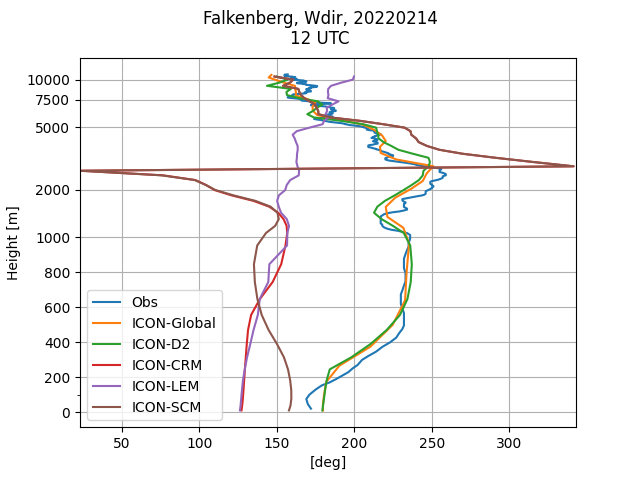 Falkenberg, Wdir, 20220214
12 UTC
10000
7500
5000
2000
1000
800
600
400
200
0
Height [m]
Obs
ICON-Global
ICON-D2
ICON-CRM
ICON-LEM
ICON-SCM
50
100
150
200
250
300
[deg]